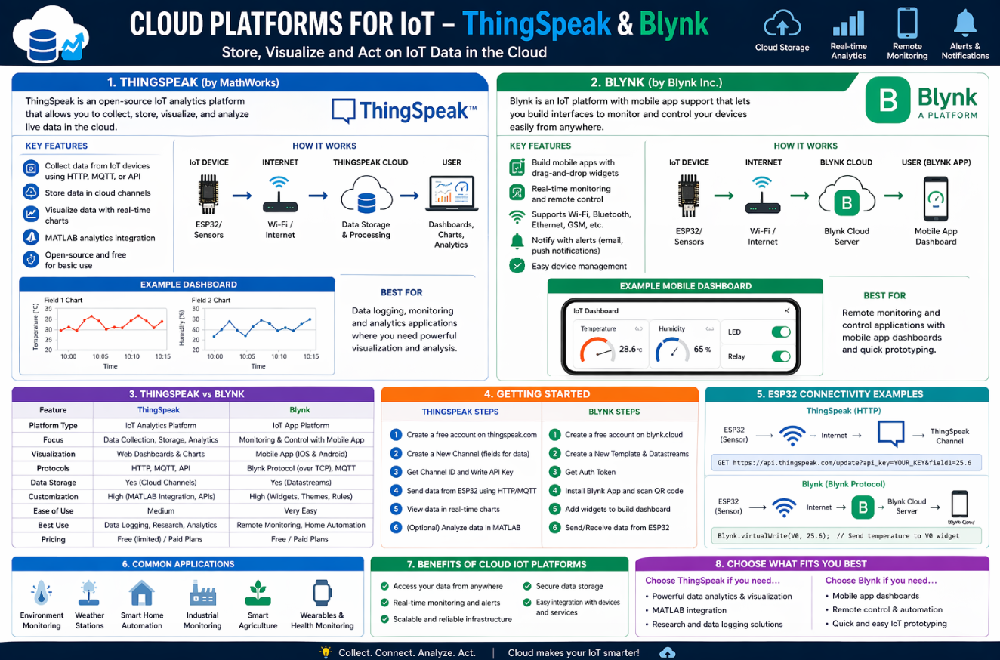 CLOUD PLATFORMS FOR IoT – ThingSpeak & Blynk
Store, Visualize and Act on IoT Data in the Cloud
Cloud Storage
Real-time
Analytics
Remote
Monitoring
Alerts &
Notifications
1. THINGSPEAK (by MathWorks)
ThingSpeak is an open-source IoT analytics platform
that allows you to collect, store, visualize, and analyze
live data in the cloud.
ThingSpeak™
KEY FEATURES
Collect data from IoT devices
using HTTP, MQTT, or API
Store data in cloud channels
Visualize data with real-time
charts
MATLAB analytics integration
Open-source and free
for basic use
HOW IT WORKS
IoT DEVICE
ESP32/
Sensors
INTERNET
Wi-Fi /
Internet
THINGSPEAK CLOUD
Data Storage
& Processing
USER
Dashboards,
Charts,
Analytics
EXAMPLE DASHBOARD
Field 1 Chart
Temperature (°C)
30
36
30
25
20
10:00 10:05 10:10 10:15
Time
Field 2 Chart
Humidity (%)
80
80
60
40
20
10:00 10:05 10:10 10:15
Time
BEST FOR
Data logging, monitoring
and analytics applications
where you need powerful
visualization and analysis.
2. BLYNK (by Blynk Inc.)
Blynk is an IoT platform with mobile app support that lets
you build interfaces to monitor and control your devices
easily from anywhere.
B
Blynk
A PLATFORM
KEY FEATURES
Build mobile apps with
drag-and-drop widgets
Real-time monitoring
and remote control
Supports Wi-Fi, Bluetooth,
Ethernet, GSM, etc.
Notify with alerts (email,
push notifications)
Easy device management
HOW IT WORKS
IoT DEVICE
ESP32/
Sensors
INTERNET
Wi-Fi /
Internet
BLYNK CLOUD
B
Blynk Cloud
Server
USER (BLYNK APP)
Mobile App
Dashboard
EXAMPLE MOBILE DASHBOARD
IoT Dashboard
Temperature
28.6 °C
Humidity
65 %
LED
Relay
BEST FOR
Remote monitoring and
control applications with
mobile app dashboards
and quick prototyping.
3. THINGSPEAK vs BLYNK
Feature ThingSpeak Blynk
Platform Type IoT Analytics Platform IoT App Platform
Focus Data Collection, Storage, Analytics Monitoring & Control with Mobile App
Visualization Web Dashboards & Charts Mobile App (IOS & Android)
Protocols HTTP, MQTT, API Blynk Protocol (over TCP), MQTT
Data Storage Yes (Cloud Channels) Yes (Datastreams)
Customization High (MATLAB Integration, APIs) High (Widgets, Themes, Rules)
Ease of Use Medium Very Easy
Best Use Data Logging, Research, Analytics Remote Monitoring, Home Automation
Pricing Free (limited) / Paid Plans Free / Paid Plans
4. GETTING STARTED
THINGSPEAK STEPS
1 Create a free account on thingspeak.com
2 Create a New Channel (fields for data)
3 Get Channel ID and Write API Key
4 Send data from ESP32 using HTTP/MQTT
5 View data in real-time charts
6 (Optional) Analyze data in MATLAB
BLYNK STEPS
1 Create a free account on blynk.cloud
2 Create a New Template & Datastreams
3 Get Auth Token
4 Install Blynk App and scan QR code
5 Add widgets to build dashboard
6 Send/Receive data from ESP32
5. ESP32 CONNECTIVITY EXAMPLES
ThingSpeak (HTTP)
ESP32
(Sensor)
Internet
ThingSpeak
Channel
GET https://api.thingspeak.com/update?api_key=YOUR_KEY&field1=25.6
Blynk (Blynk Protocol)
ESP32
(Sensor)
Internet
B
Blynk Cloud
Server
Blynk Cloud
Blynk.virtualWrite(V0, 25.6); // Send temperature to V0 widget
6. COMMON APPLICATIONS
Environment
Monitoring
Weather
Stations
Smart Home
Automation
Industrial
Monitoring
Smart
Agriculture
Wearables &
Health Monitoring
7. BENEFITS OF CLOUD IOT PLATFORMS
Access your data from anywhere
Real-time monitoring and alerts
Scalable and reliable infrastructure
Secure data storage
Easy integration with devices
and services
8. CHOOSE WHAT FITS YOU BEST
Choose ThingSpeak if you need...
• Powerful data analytics & visualization
• MATLAB integration
• Research and data logging solutions
Choose Blynk if you need...
• Mobile app dashboards
• Remote control & automation
• Quick and easy IoT prototyping
Collect. Connect. Analyze. Act. | Cloud makes your IoT smarter!